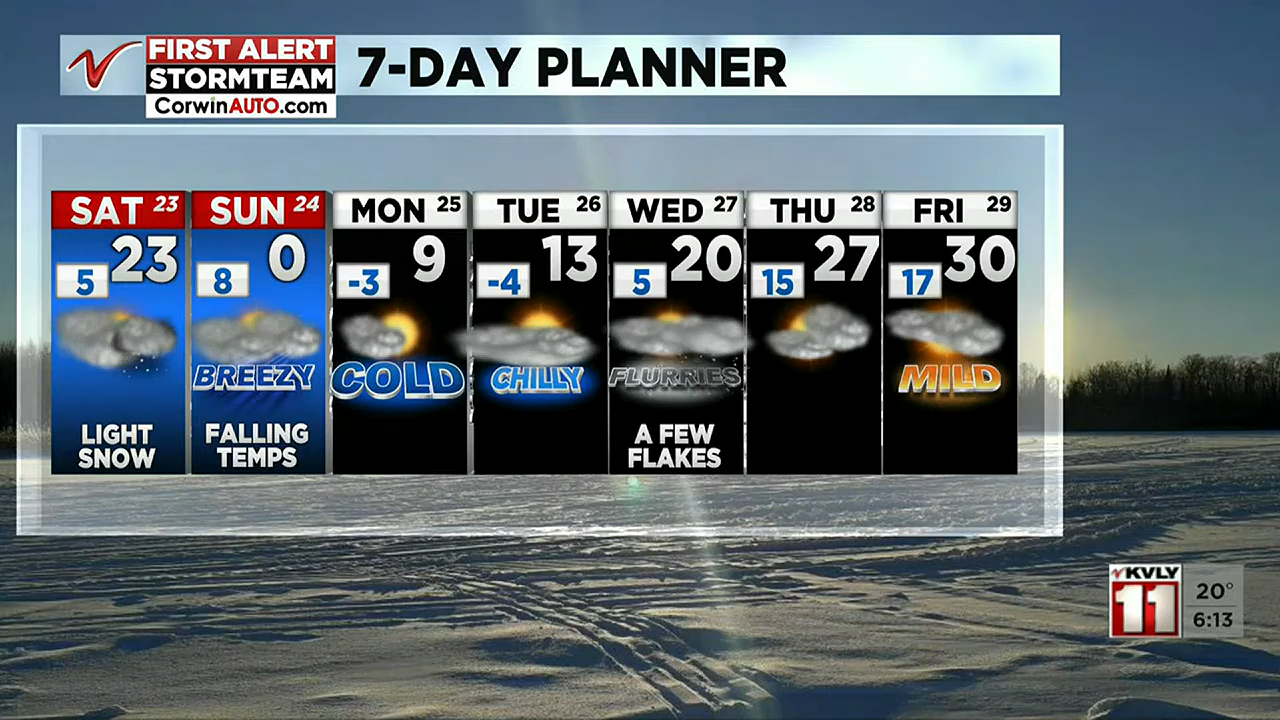 FIRST ALERT
STORMTEAM
CorwinAUTO.com
7-DAY PLANNER
SAT 23
SUN 24
MON 25
TUE 26
WED 27
THU 28
FRI 29
5 23
8 0
-3 9
-4 13
5 20
15 27
17 30
BREEZY
COLD
CHILLY
FLURRIES
MILD
LIGHT
SNOW
FALLING
TEMPS
A FEW
FLAKES
KVLY
11
20°
6:13